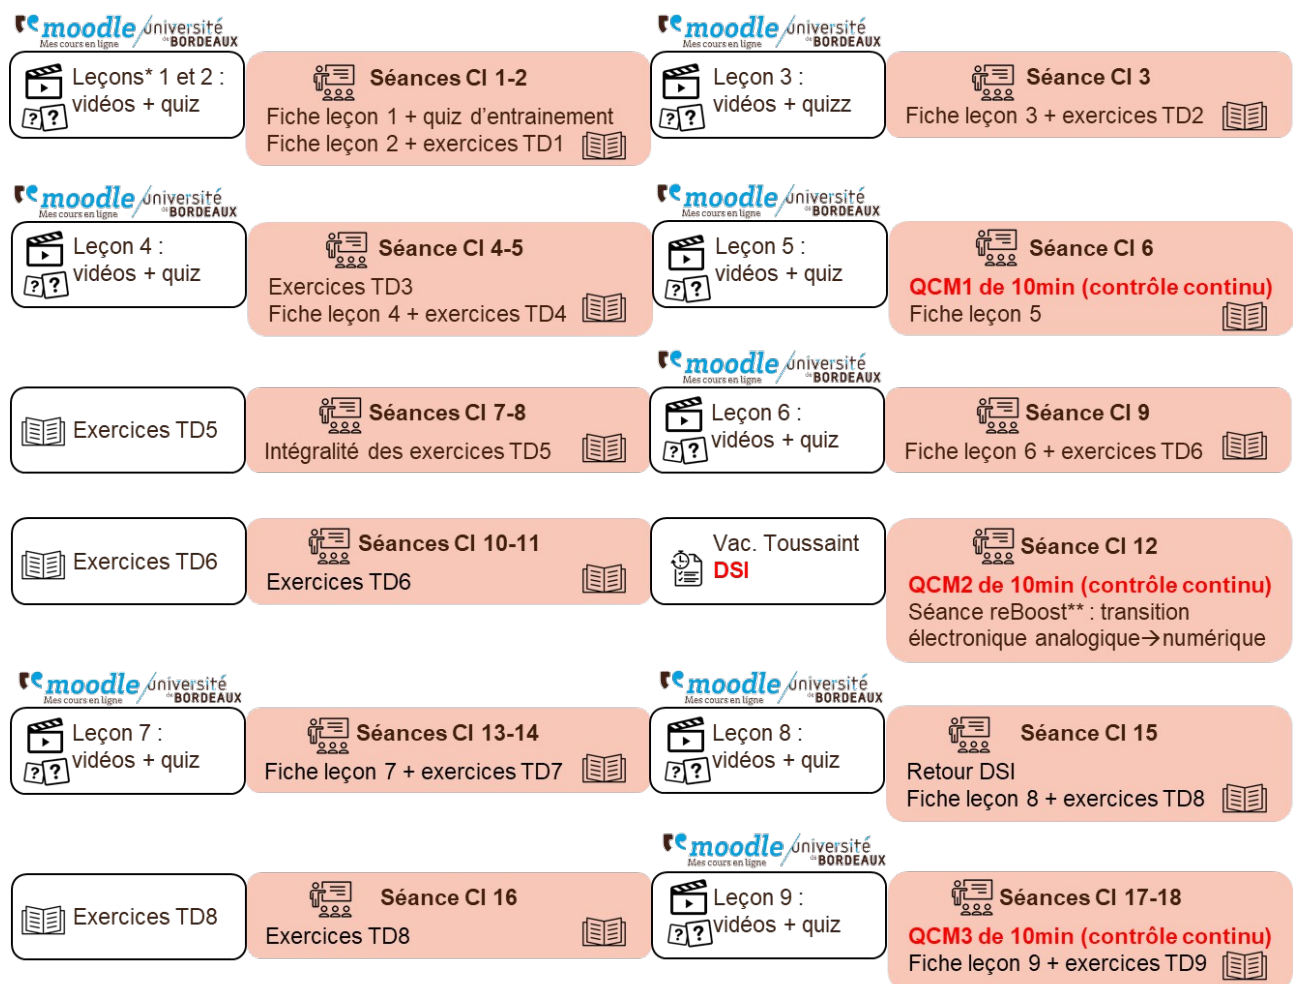 moodle université
Mes cours en ligne de BORDEAUX
Leçons* 1 et 2 :
vidéos + quiz
Séances CI 1-2
Fiche leçon 1 + quiz d'entrainement
Fiche leçon 2 + exercices TD1
moodle université
Mes cours en ligne de BORDEAUX
Leçon 3 :
vidéos + quizz
Séance CI 3
Fiche leçon 3 + exercices TD2
moodle université
Mes cours en ligne de BORDEAUX
Leçon 4 :
vidéos + quiz
Séance CI 4-5
Exercices TD3
Fiche leçon 4 + exercices TD4
moodle université
Mes cours en ligne de BORDEAUX
Leçon 5 :
vidéos + quiz
Séance CI 6
QCM1 de 10min (contrôle continu)
Fiche leçon 5
Exercices TD5
Séances CI 7-8
Intégralité des exercices TD5
moodle université
Mes cours en ligne de BORDEAUX
Leçon 6 :
vidéos + quiz
Séance CI 9
Fiche leçon 6 + exercices TD6
Exercices TD6
Séances CI 10-11
Exercices TD6
Vac. Toussaint
DSI
Séance CI 12
QCM2 de 10min (contrôle continu)
Séance reBoost** : transition
électronique analogique→numérique
moodle université
Mes cours en ligne de BORDEAUX
Leçon 7 :
vidéos + quiz
Séances CI 13-14
Fiche leçon 7 + exercices TD7
moodle université
Mes cours en ligne de BORDEAUX
Leçon 8 :
vidéos + quiz
Séance CI 15
Retour DSI
Fiche leçon 8 + exercices TD8
Exercices TD8
Séance CI 16
Exercices TD8
moodle université
Mes cours en ligne de BORDEAUX
Leçon 9 :
vidéos + quiz
Séances CI 17-18
QCM3 de 10min (contrôle continu)
Fiche leçon 9 + exercices TD9